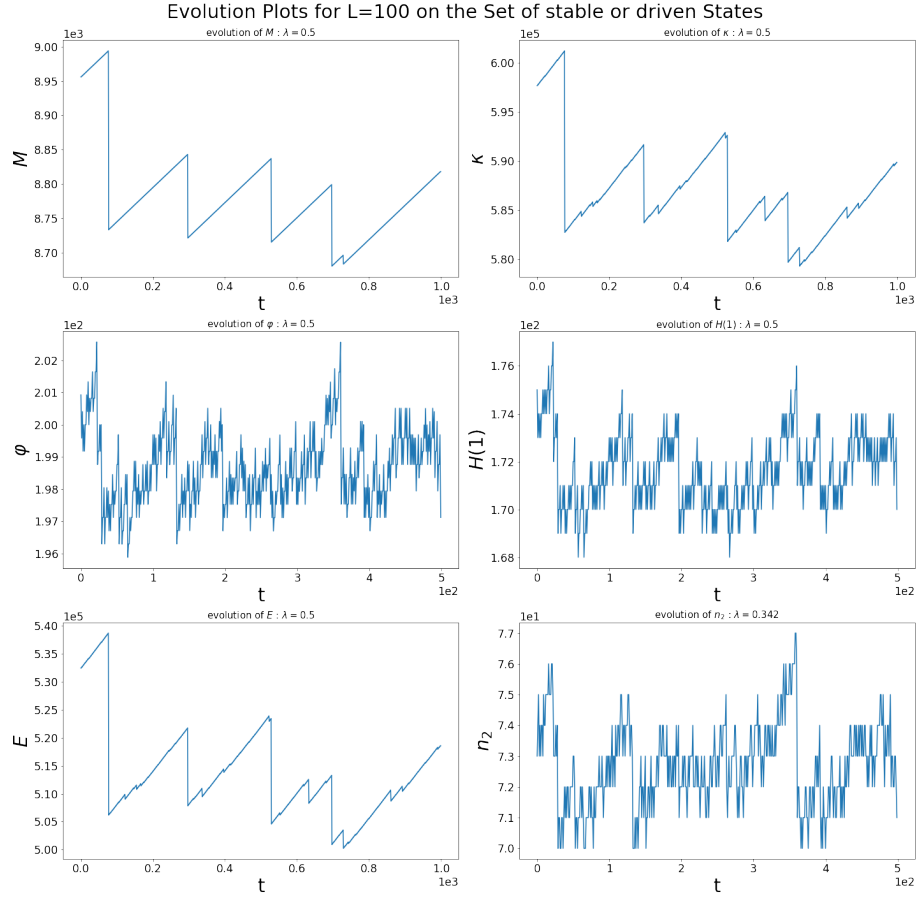 Evolution Plots for L=100 on the Set of stable or driven States
1e3
evolution of M : λ = 0.5
9.00
8.95
8.90
8.85
8.80
8.75
8.70
M
0.0 0.2 0.4 0.6 0.8 1.0
t
1e3
1e5
evolution of κ : λ = 0.5
6.00
5.95
5.90
5.85
5.80
κ
0.0 0.2 0.4 0.6 0.8 1.0
t
1e3
1e2
evolution of φ : λ = 0.5
2.02
2.01
2.00
1.99
1.98
1.97
1.96
φ
0 1 2 3 4 5
t
1e2
1e2
evolution of H(1) : λ = 0.5
1.76
1.74
1.72
1.70
1.68
H(1)
0 1 2 3 4 5
t
1e2
1e5
evolution of E : λ = 0.5
5.40
5.35
5.30
5.25
5.20
5.15
5.10
5.05
5.00
E
0.0 0.2 0.4 0.6 0.8 1.0
t
1e3
1e1
evolution of n₂ : λ = 0.342
7.7
7.6
7.5
7.4
7.3
7.2
7.1
7.0
n₂
0 1 2 3 4 5
t
1e2